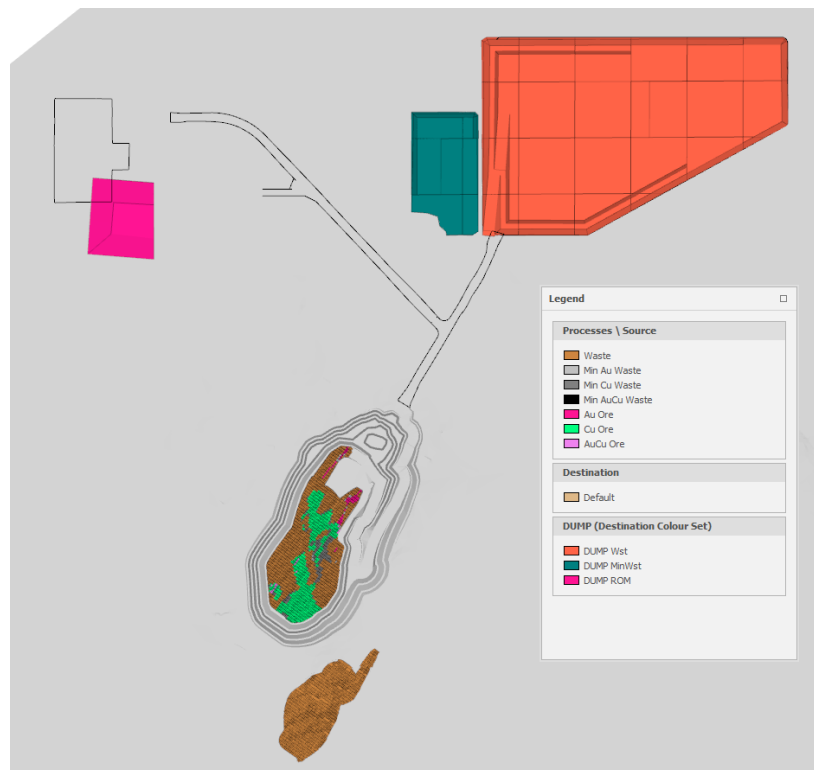 Legend
Processes \ Source
Waste
Min Au Waste
Min Cu Waste
Min AuCu Waste
Au Ore
Cu Ore
AuCu Ore
Destination
Default
DUMP (Destination Colour Set)
DUMP Wst
DUMP MinWst
DUMP ROM